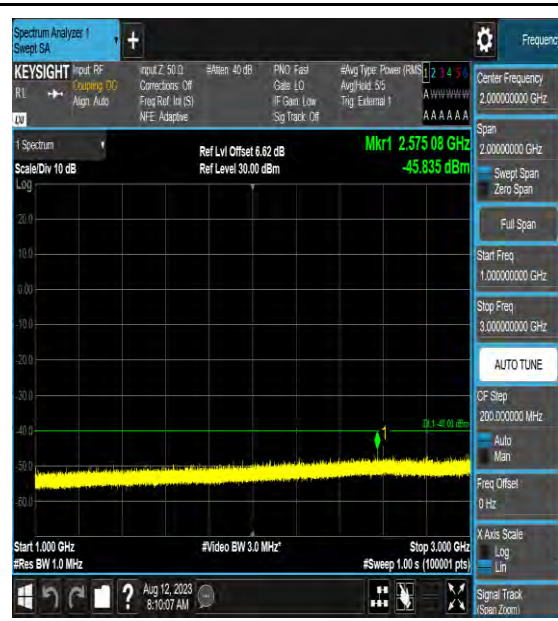 Spectrum Analyzer 1
Swept SA
Frequenc
KEYSIGHT
RL
Input: RF
Coupling: DC
Align: Auto
Input Z: 50 Ω
Corrections: Off
Freq Ref: Int (S)
NFE: Adaptive
#Atten: 40 dB
PNO: Fast
Gate: LO
IF Gain: Low
Sig Track: Off
#Avg Type: Power (RMS
Avg|Hold: 5/5
Trig: External 1
1 2 3 4 5 6
A W W W W W
A A A A A A
1 Spectrum
Scale/Div 10 dB
Log
Ref Lvl Offset 6.62 dB
Ref Level 30.00 dBm
Mkr1 2.575 08 GHz
-45.835 dBm
20.0
10.0
0.00
-10.0
-20.0
-30.0
-40.0
-50.0
-60.0
DL1 -40.00 dBm
1
Start 1.000 GHz
#Res BW 1.0 MHz
#Video BW 3.0 MHz*
Stop 3.000 GHz
#Sweep 1.00 s (100001 pts)
Center Frequency
2.000000000 GHz
Span
2.00000000 GHz
Swept Span
Zero Span
Full Span
Start Freq
1.000000000 GHz
Stop Freq
3.000000000 GHz
AUTO TUNE
CF Step
200.000000 MHz
Auto
Man
Freq Offset
0 Hz
X Axis Scale
Log
Lin
Signal Track
(Span Zoom)
?
Aug 12, 2023
8:10:07 AM